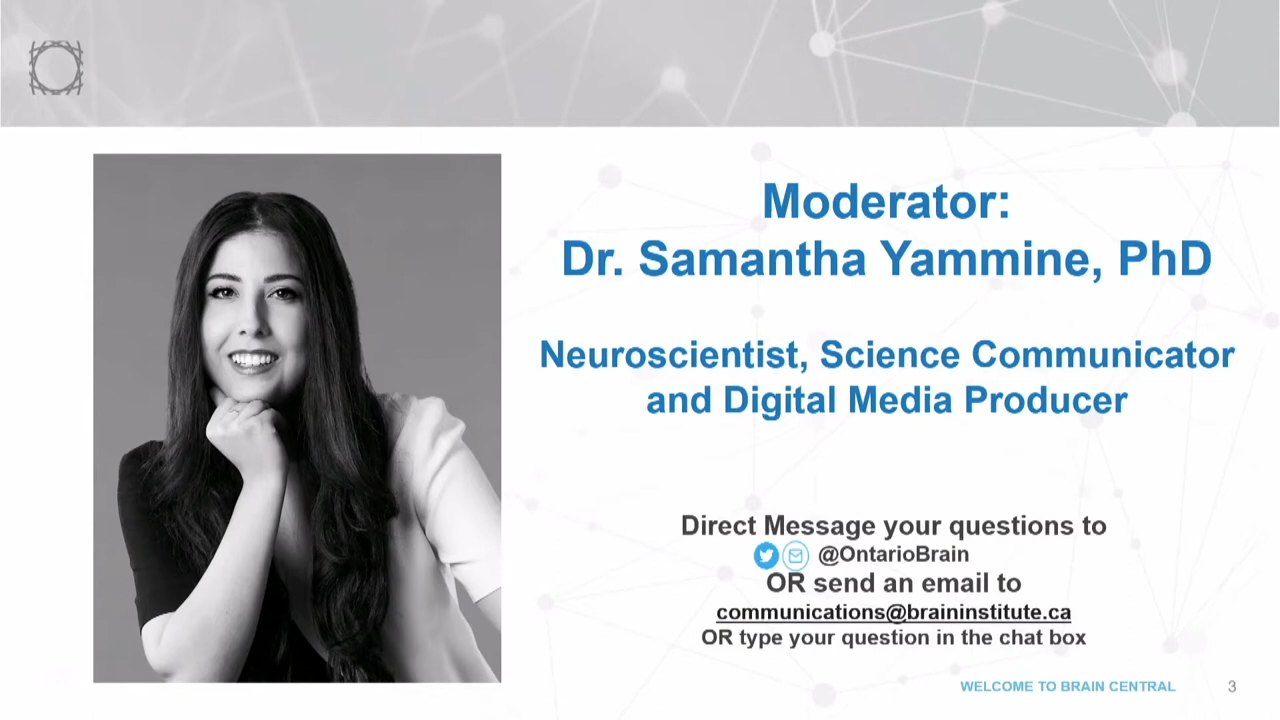 Moderator:
Dr. Samantha Yammine, PhD
Neuroscientist, Science Communicator
and Digital Media Producer
Direct Message your questions to
@OntarioBrain
OR send an email to
communications@braininstitute.ca
OR type your question in the chat box
WELCOME TO BRAIN CENTRAL 3